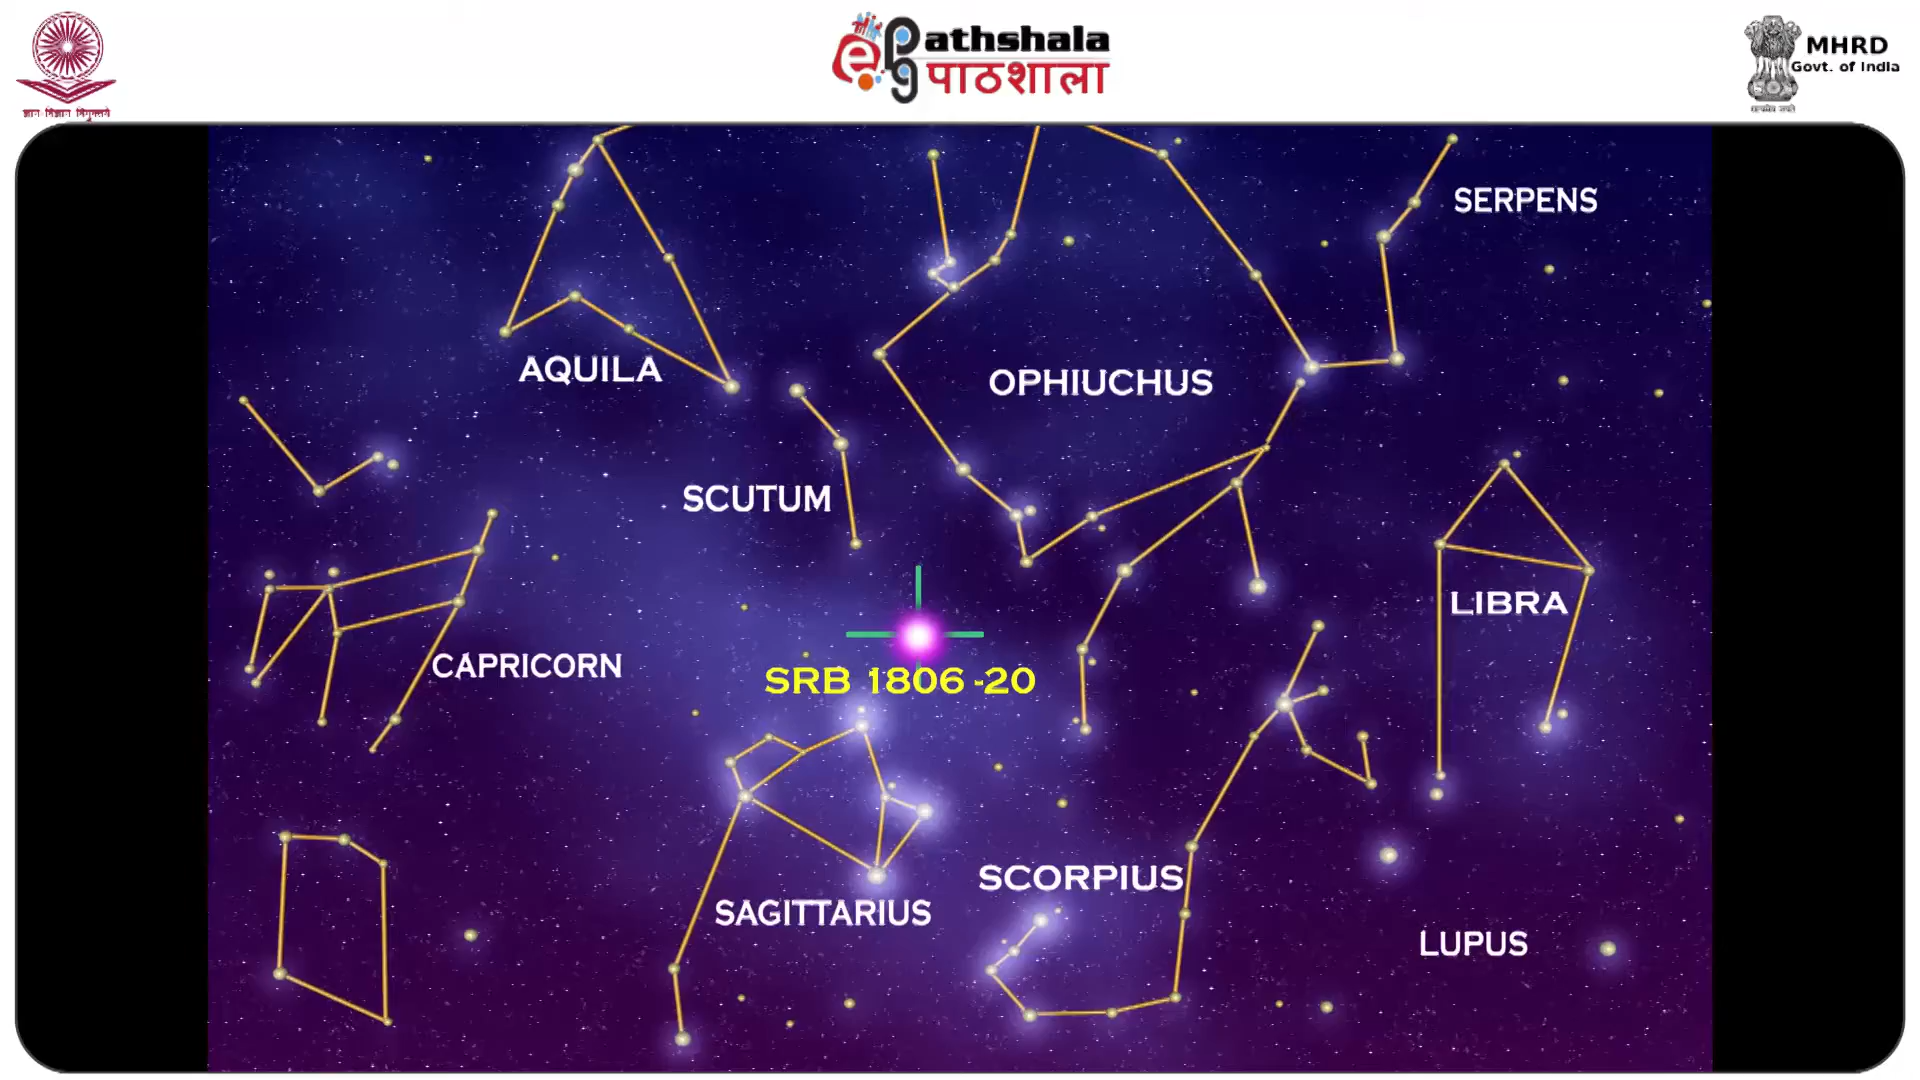 athshala
पाठशाला
MHRD
Govt. of India
SERPENS
AQUILA
OPHIUCHUS
SCUTUM
LIBRA
CAPRICORN
SRB 1806-20
SCORPIUS
SAGITTARIUS
LUPUS